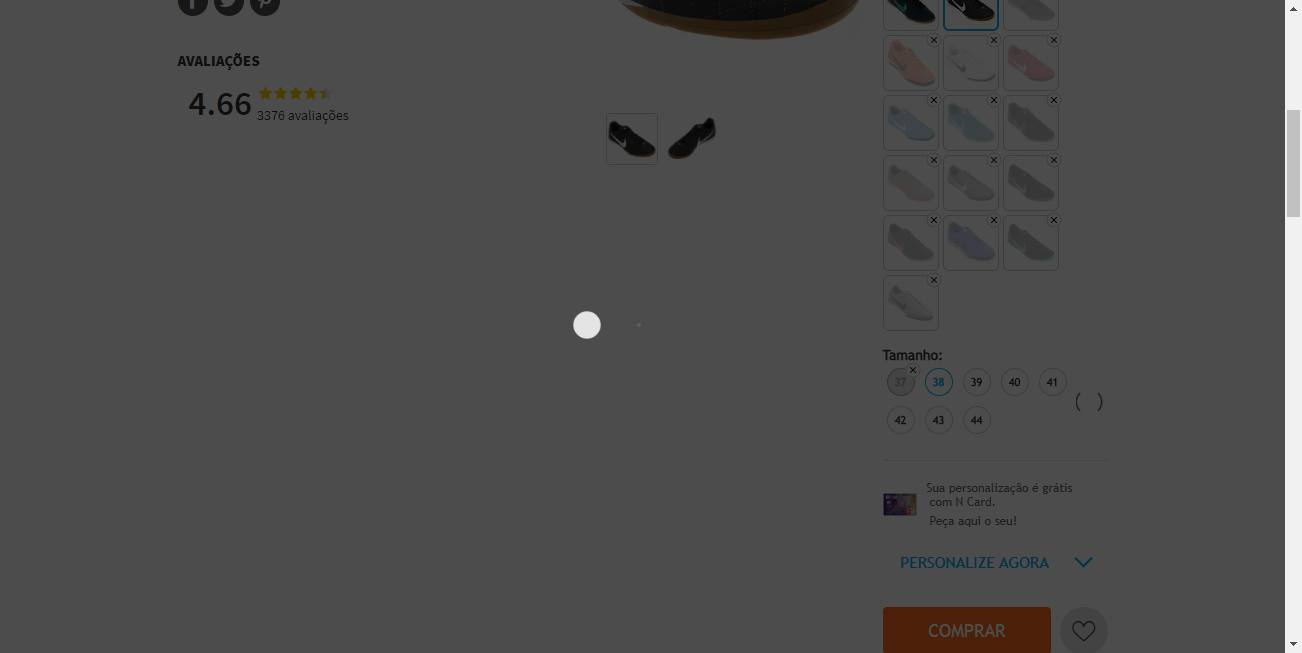 AVALIAÇÕES
4.66
3376 avaliações
Tamanho:
37 38 39 40 41
42 43 44
Sua personalização é grátis
com N Card.
Peça aqui o seu!
PERSONALIZE AGORA
COMPRAR